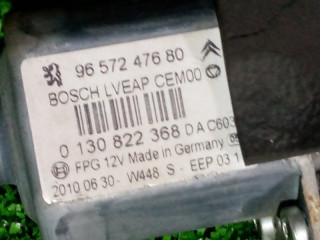 96 572 476 80
BOSCH LVEAP CEM00
0 130 822 368 D A C603
FPG 12V Made in Germany
2010 06 30 - W448 S - EEP 03 1